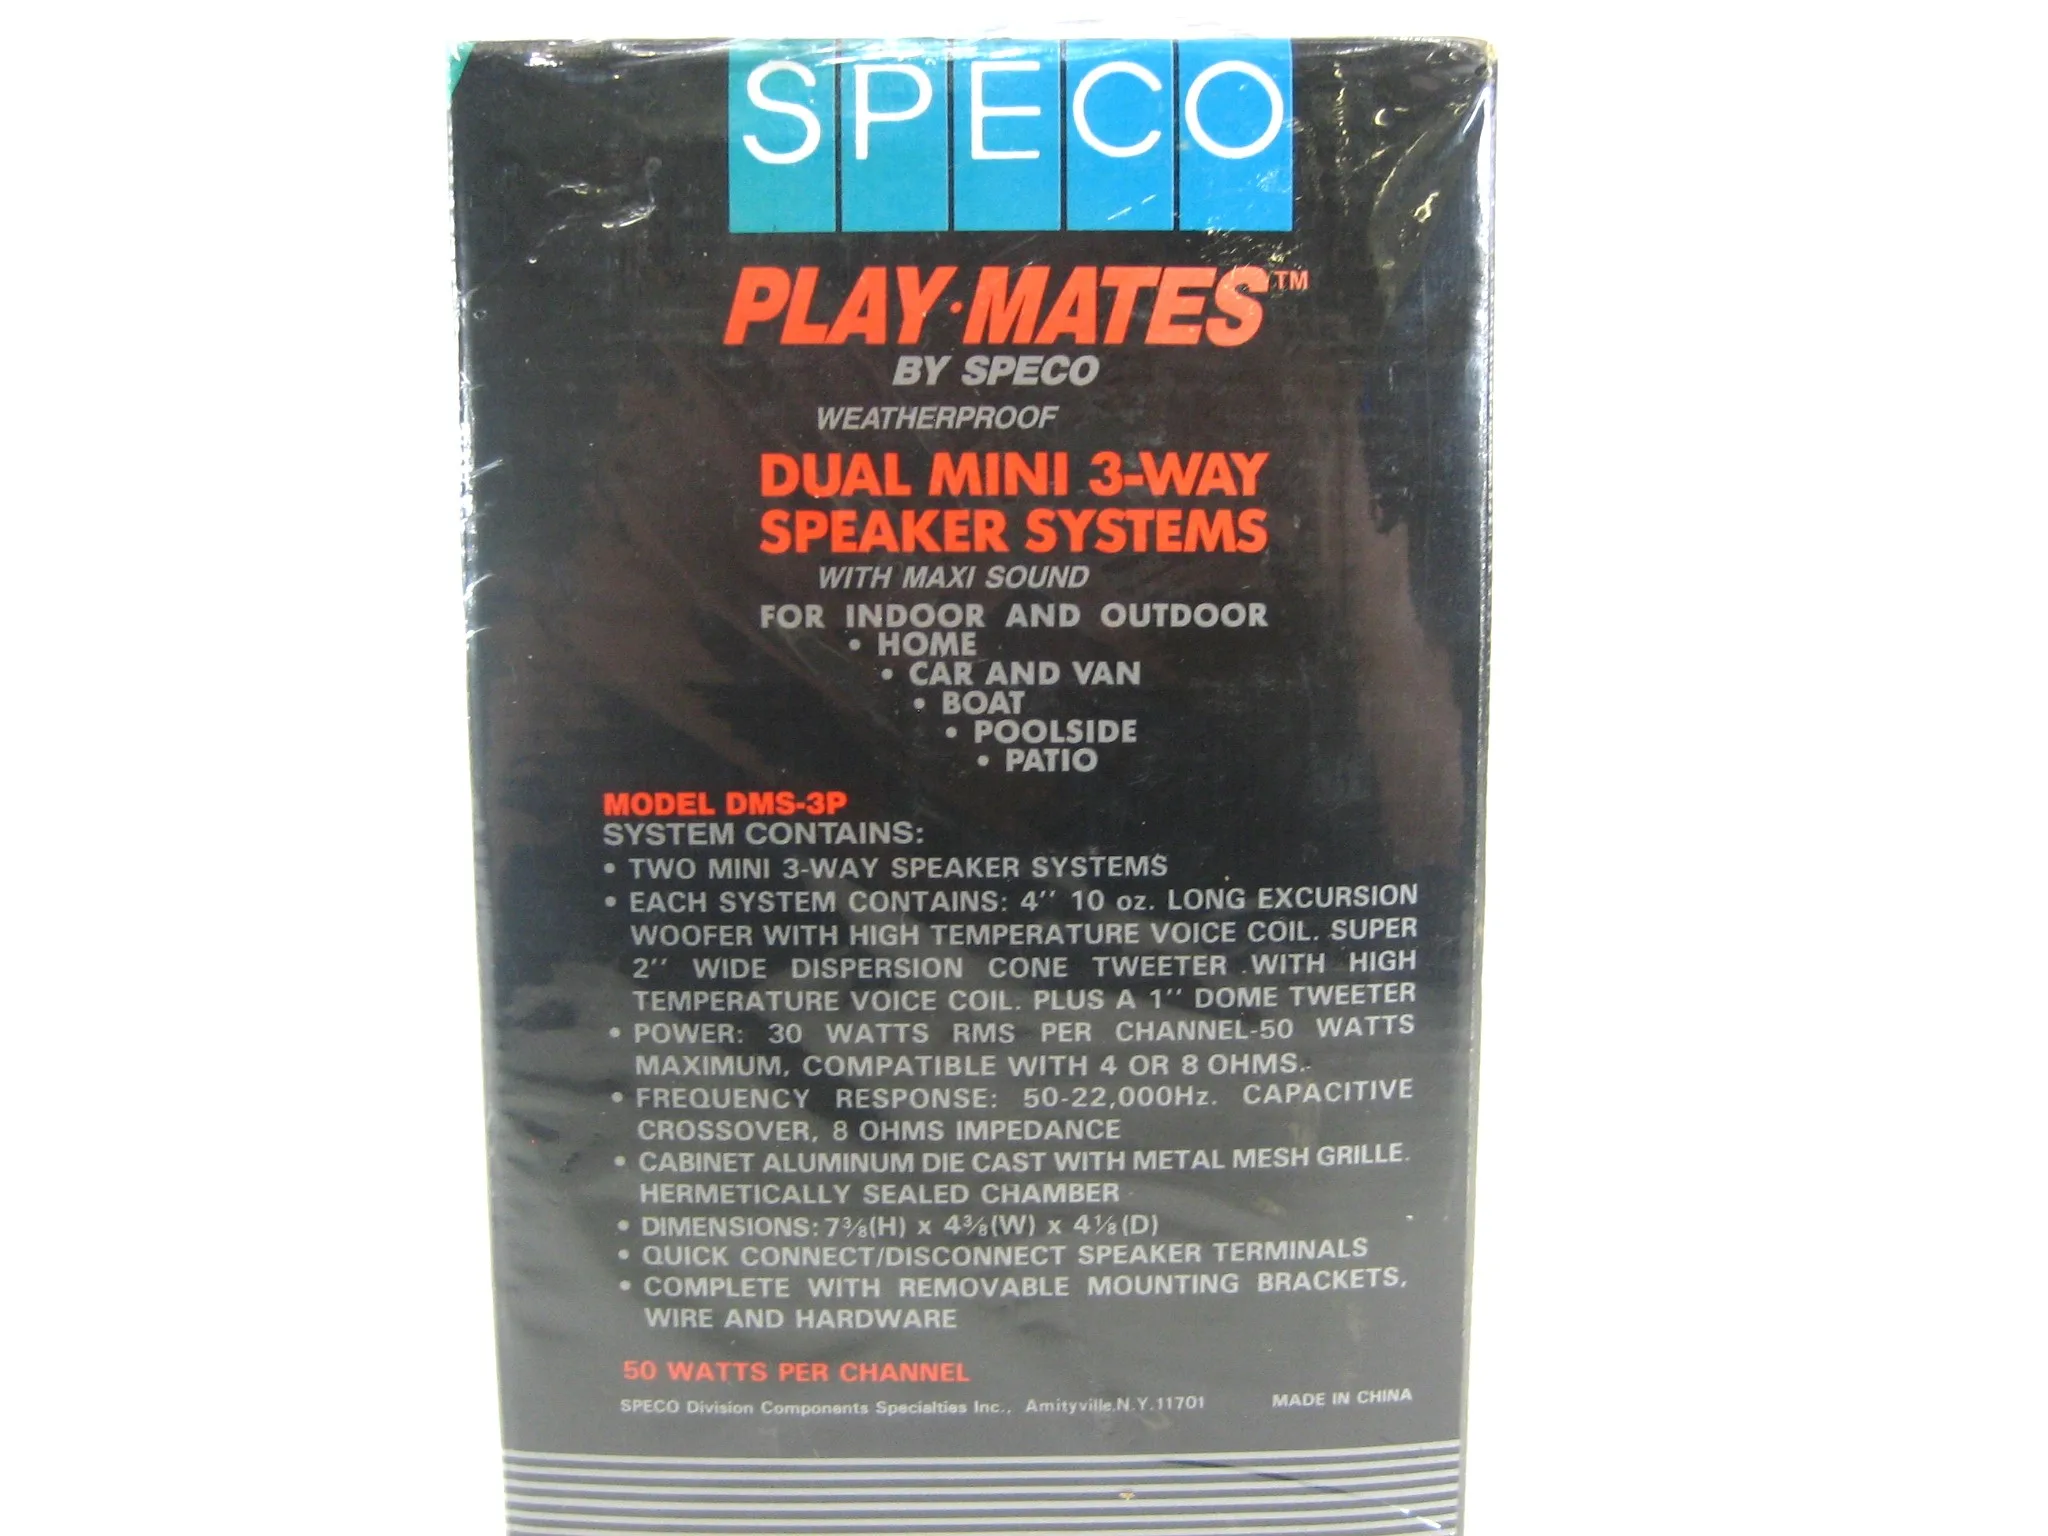 SPECO
PLAY·MATES™
BY SPECO
WEATHERPROOF
DUAL MINI 3-WAY
SPEAKER SYSTEMS
WITH MAXI SOUND
FOR INDOOR AND OUTDOOR
• HOME
• CAR AND VAN
• BOAT
• POOLSIDE
• PATIO
MODEL DMS-3P
SYSTEM CONTAINS:
• TWO MINI 3-WAY SPEAKER SYSTEMS
• EACH SYSTEM CONTAINS: 4'' 10 oz. LONG EXCURSION
WOOFER WITH HIGH TEMPERATURE VOICE COIL. SUPER
2'' WIDE DISPERSION CONE TWEETER WITH HIGH
TEMPERATURE VOICE COIL. PLUS A 1'' DOME TWEETER
• POWER: 30 WATTS RMS PER CHANNEL-50 WATTS
MAXIMUM, COMPATIBLE WITH 4 OR 8 OHMS.
• FREQUENCY RESPONSE: 50-22,000Hz. CAPACITIVE
CROSSOVER, 8 OHMS IMPEDANCE
• CABINET ALUMINUM DIE CAST WITH METAL MESH GRILLE.
HERMETICALLY SEALED CHAMBER
• DIMENSIONS: 7⅜(H) x 4⅜(W) x 4⅛(D)
• QUICK CONNECT/DISCONNECT SPEAKER TERMINALS
• COMPLETE WITH REMOVABLE MOUNTING BRACKETS,
WIRE AND HARDWARE
50 WATTS PER CHANNEL
SPECO Division Components Specialties Inc., Amityville, N.Y. 11701 MADE IN CHINA